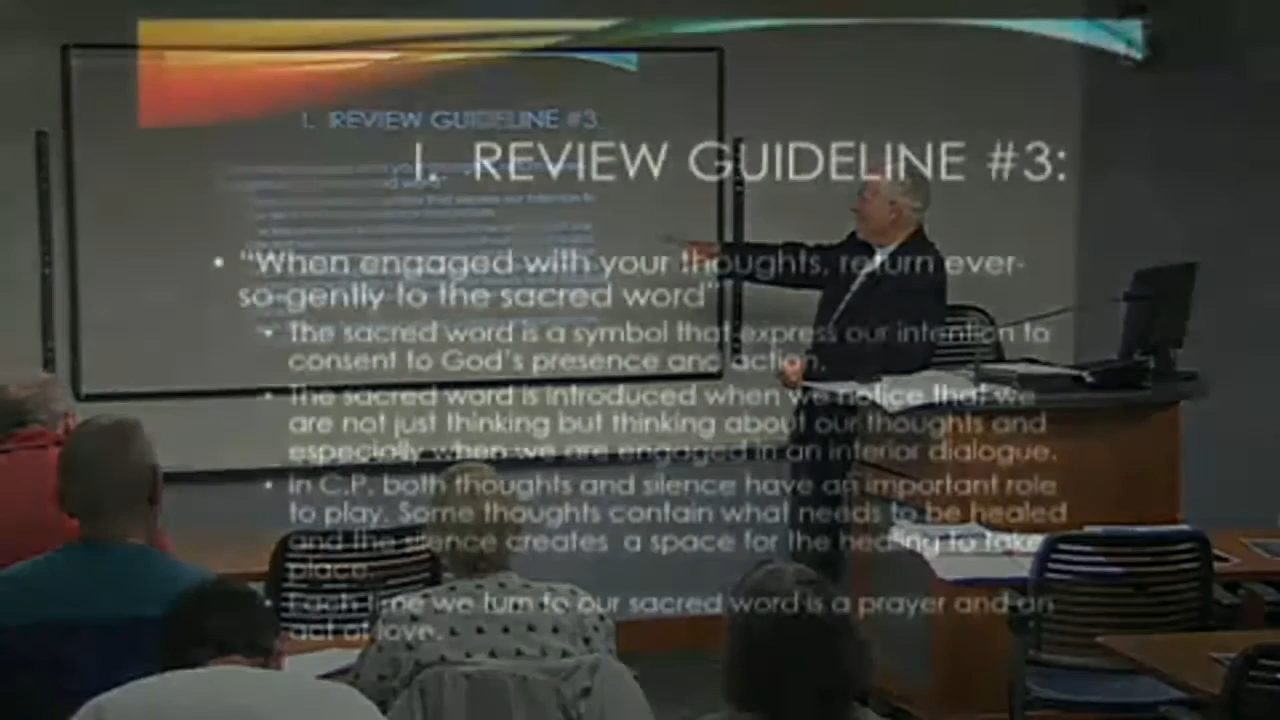 I. REVIEW GUIDELINE #3.
I. REVIEW GUIDELINE #3:
• "When engaged with your thoughts, return ever-
so-gently to the sacred word"
• The sacred word is a symbol that express our intention to
consent to God's presence and action.
• The sacred word is introduced when we notice that we
are not just thinking but thinking about our thoughts and
especially when we are engaged in an interior dialogue.
• In C.P. both thoughts and silence have an important role
to play. Some thoughts contain what needs to be healed
and the silence creates a space for the healing to take
place.
• Each time we turn to our sacred word is a prayer and an
act of love.